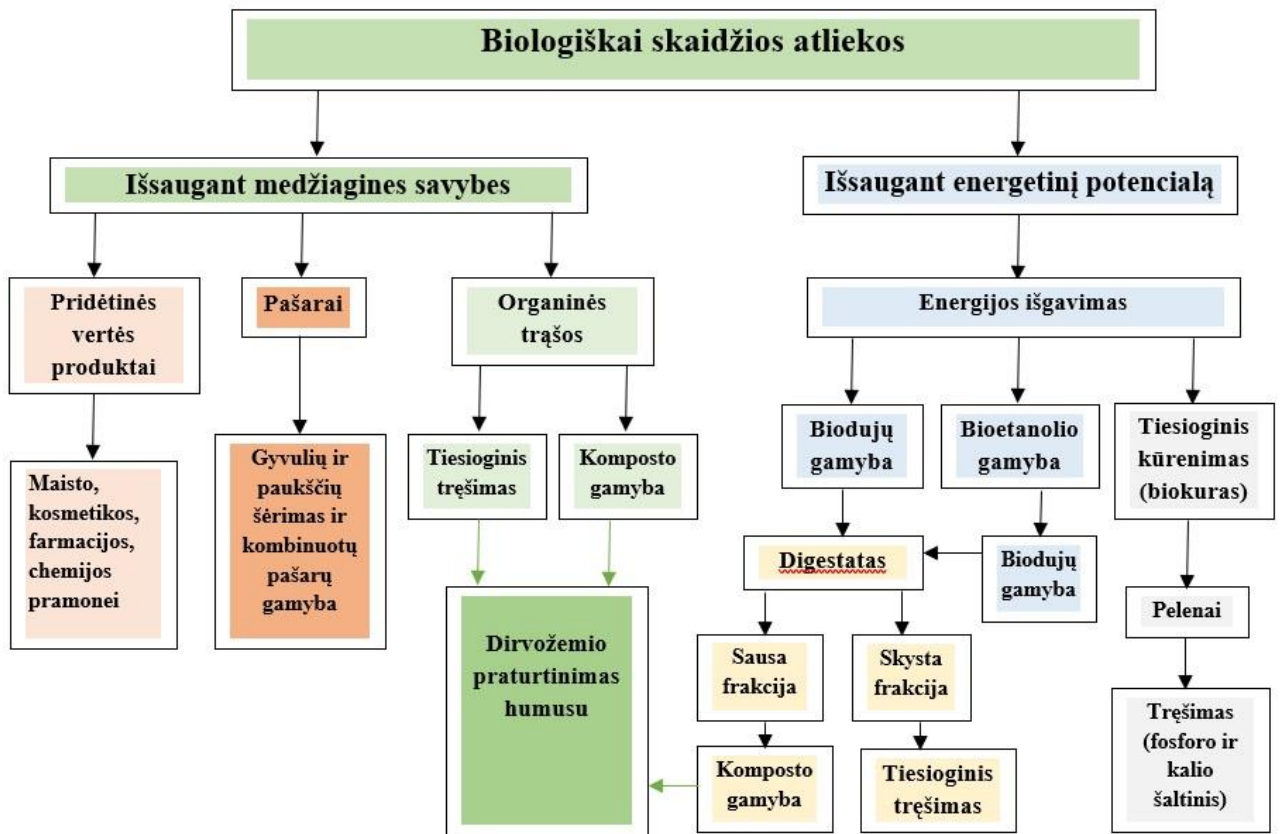 Biologiškai skaidžios atliekos
Išsaugant medžiagines savybes
Išsaugant energetinį potencialą
Pridėtinės
vertės
produktai
Pašarai
Organinės
trąšos
Energijos išgavimas
Maisto,
kosmetikos,
farmacijos,
chemijos
pramonei
Gyvulių ir
paukščių
šėrimas ir
kombinuotų
pašarų
gamyba
Tiesioginis
tręšimas
Komposto
gamyba
Biodujų
gamyba
Bioetanolio
gamyba
Tiesioginis
kūrenimas
(biokuras)
Digestatas
Biodujų
gamyba
Pelenai
Dirvožemio
praturtinimas
humusu
Sausa
frakcija
Skysta
frakcija
Komposto
gamyba
Tiesioginis
tręšimas
Tręšimas
(fosforo ir
kalio
šaltinis)